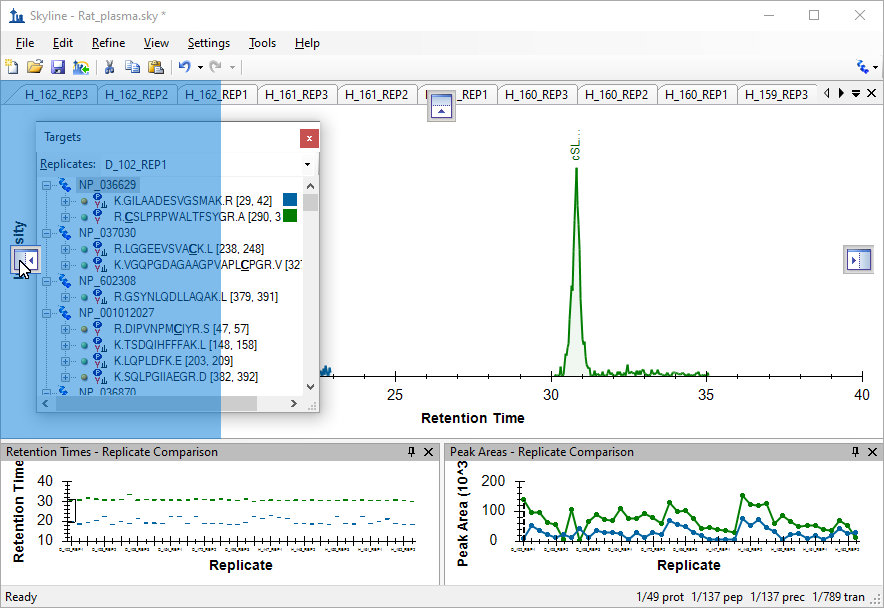 Skyline - Rat_plasma.sky *
File Edit Refine View Settings Tools Help
H_162_REP3 H_162_REP2 H_162_REP1 H_161_REP3 H_161_REP2 _REP1 H_160_REP3 H_160_REP2 H_160_REP1 H_159_REP3
Targets
Replicates: D_102_REP1
NP_036629
K.GILAADESVGSMAK.R [29, 42]
R.CSLPRPWALTFSYGR.A [290, 3
NP_037030
R.LGGEEVSVACK.L [238, 248]
K.VGQPGDAGAAGPVAPLCPGR.V [327
NP_602308
R.GSYNLQDLLAQAK.L [379, 391]
NP_001012027
R.DIPVNPMCIYR.S [47, 57]
K.TSDQIHFFFAK.L [148, 158]
K.LQPLDFK.E [203, 209]
K.SQLPGIIAEGR.D [382, 392]
NP_036870
sity
cSL...
25 30 35 40
Retention Time
Retention Times - Replicate Comparison
Retention Time
40
30
20
10
Replicate
Peak Areas - Replicate Comparison
Peak Area (10^3
200
100
0
Replicate
Ready 1/49 prot 1/137 pep 1/137 prec 1/789 tran